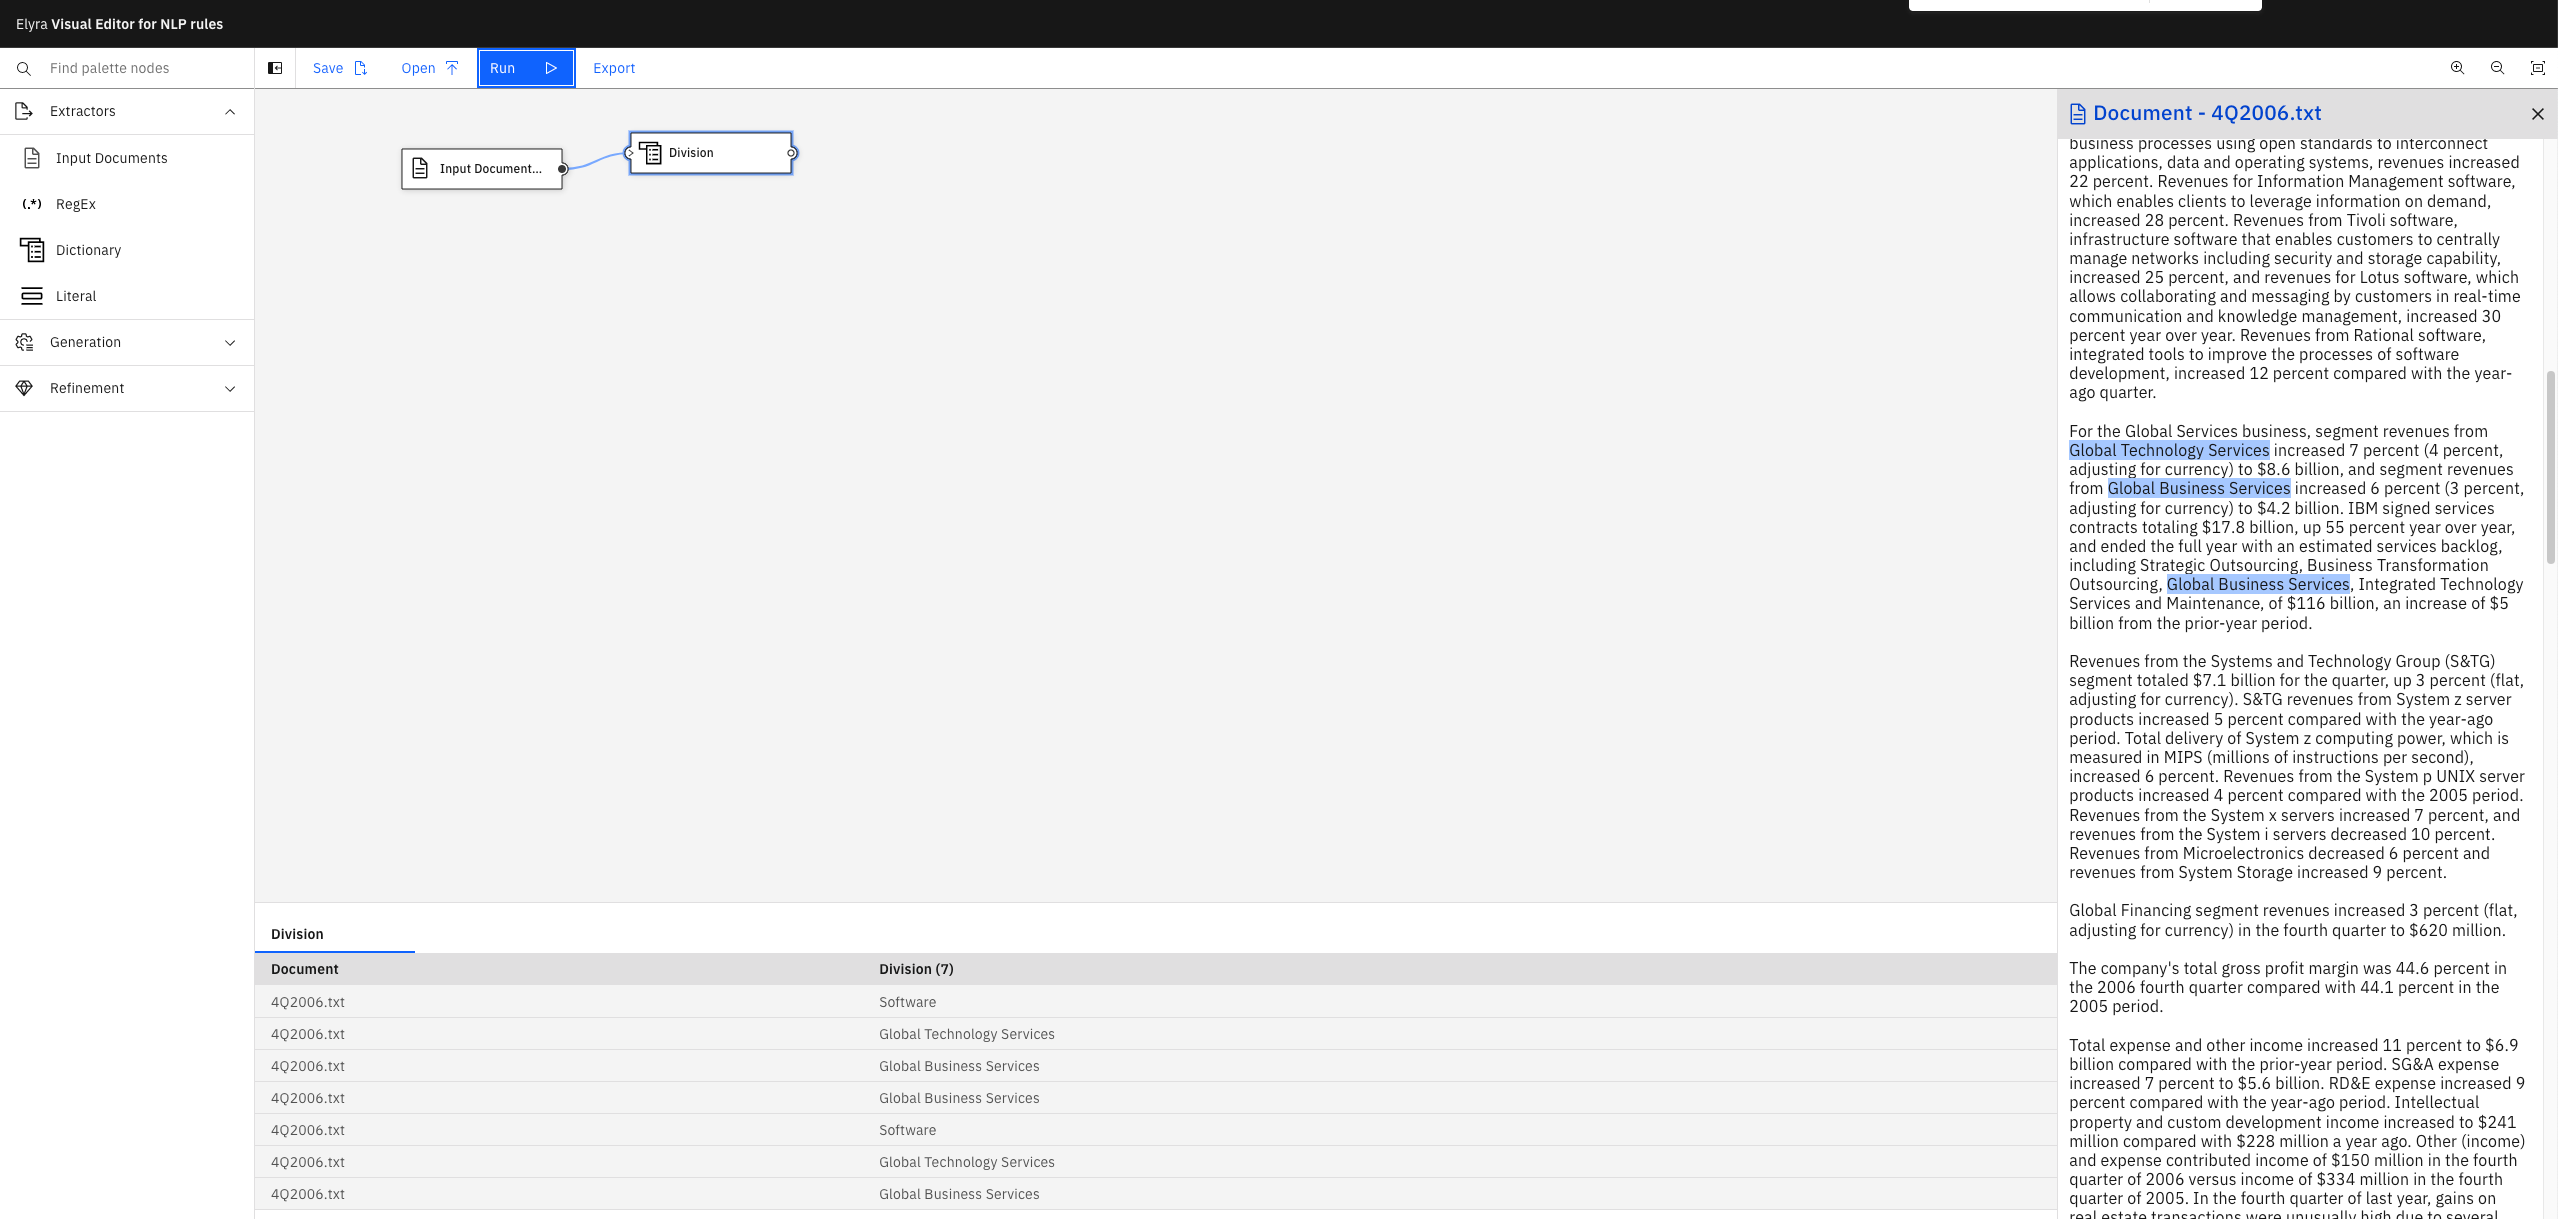 Elyra Visual Editor for NLP rules
Find palette nodes
Save
Open
Run
Export
Extractors
Input Documents
(.*) RegEx
Dictionary
Literal
Generation
Refinement
Input Document...
Division
Division
Document Division (7)
4Q2006.txt Software
4Q2006.txt Global Technology Services
4Q2006.txt Global Business Services
4Q2006.txt Global Business Services
4Q2006.txt Software
4Q2006.txt Global Technology Services
4Q2006.txt Global Business Services
Document - 4Q2006.txt
business processes using open standards to interconnect
applications, data and operating systems, revenues increased
22 percent. Revenues for Information Management software,
which enables clients to leverage information on demand,
increased 28 percent. Revenues from Tivoli software,
infrastructure software that enables customers to centrally
manage networks including security and storage capability,
increased 25 percent, and revenues for Lotus software, which
allows collaborating and messaging by customers in real-time
communication and knowledge management, increased 30
percent year over year. Revenues from Rational software,
integrated tools to improve the processes of software
development, increased 12 percent compared with the year-
ago quarter.
For the Global Services business, segment revenues from
Global Technology Services increased 7 percent (4 percent,
adjusting for currency) to $8.6 billion, and segment revenues
from Global Business Services increased 6 percent (3 percent,
adjusting for currency) to $4.2 billion. IBM signed services
contracts totaling $17.8 billion, up 55 percent year over year,
and ended the full year with an estimated services backlog,
including Strategic Outsourcing, Business Transformation
Outsourcing, Global Business Services, Integrated Technology
Services and Maintenance, of $116 billion, an increase of $5
billion from the prior-year period.
Revenues from the Systems and Technology Group (S&TG)
segment totaled $7.1 billion for the quarter, up 3 percent (flat,
adjusting for currency). S&TG revenues from System z server
products increased 5 percent compared with the year-ago
period. Total delivery of System z computing power, which is
measured in MIPS (millions of instructions per second),
increased 6 percent. Revenues from the System p UNIX server
products increased 4 percent compared with the 2005 period.
Revenues from the System x servers increased 7 percent, and
revenues from the System i servers decreased 10 percent.
Revenues from Microelectronics decreased 6 percent and
revenues from System Storage increased 9 percent.
Global Financing segment revenues increased 3 percent (flat,
adjusting for currency) in the fourth quarter to $620 million.
The company's total gross profit margin was 44.6 percent in
the 2006 fourth quarter compared with 44.1 percent in the
2005 period.
Total expense and other income increased 11 percent to $6.9
billion compared with the prior-year period. SG&A expense
increased 7 percent to $5.6 billion. RD&E expense increased 9
percent compared with the year-ago period. Intellectual
property and custom development income increased to $241
million compared with $228 million a year ago. Other (income)
and expense contributed income of $150 million in the fourth
quarter of 2006 versus income of $334 million in the fourth
quarter of 2005. In the fourth quarter of last year, gains on
real estate transactions were unusually high due to several